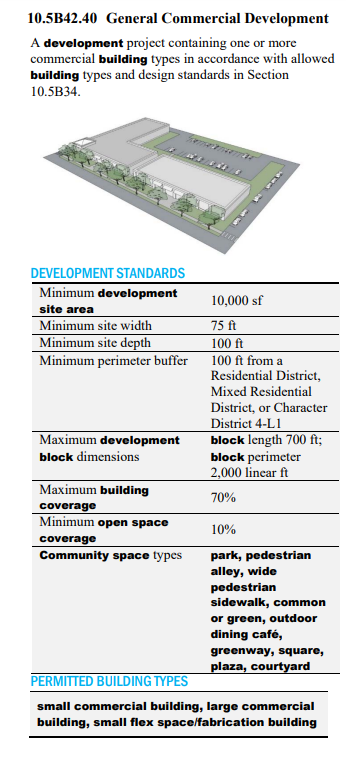 10.5B42.40 General Commercial Development
A development project containing one or more
commercial building types in accordance with allowed
building types and design standards in Section
10.5B34.
DEVELOPMENT STANDARDS
Minimum development
site area
10,000 sf
Minimum site width
75 ft
Minimum site depth
100 ft
Minimum perimeter buffer
100 ft from a
Residential District,
Mixed Residential
District, or Character
District 4-L1
Maximum development
block dimensions
block length 700 ft;
block perimeter
2,000 linear ft
Maximum building
coverage
70%
Minimum open space
coverage
10%
Community space types
park, pedestrian
alley, wide
pedestrian
sidewalk, common
or green, outdoor
dining café,
greenway, square,
plaza, courtyard
PERMITTED BUILDING TYPES
small commercial building, large commercial
building, small flex space/fabrication building